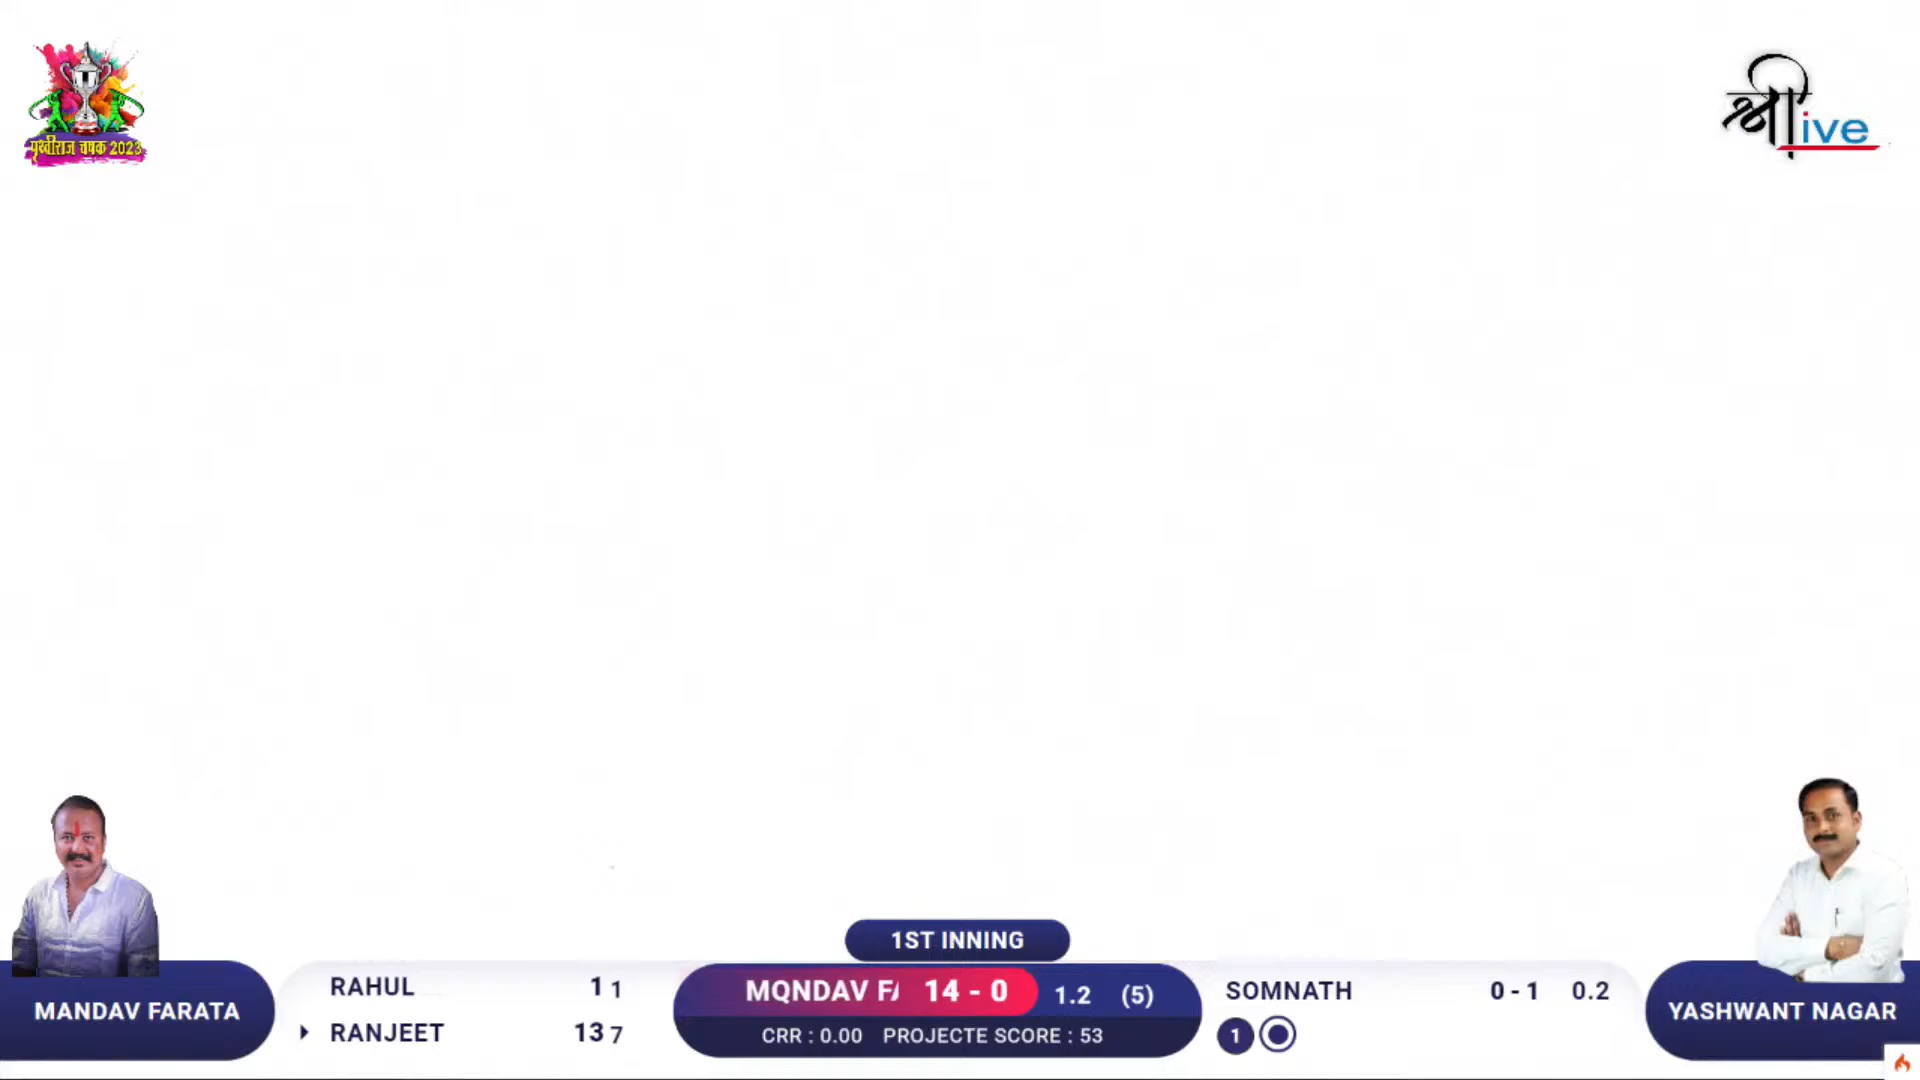 पृथ्वीराज चषक 2023
श्रीlive
1ST INNING
MANDAV FARATA
RAHUL 1 1
RANJEET 13 7
MQNDAV FA 14 - 0 1.2 (5)
CRR : 0.00 PROJECTE SCORE : 53
SOMNATH 0 - 1 0.2
1
YASHWANT NAGAR